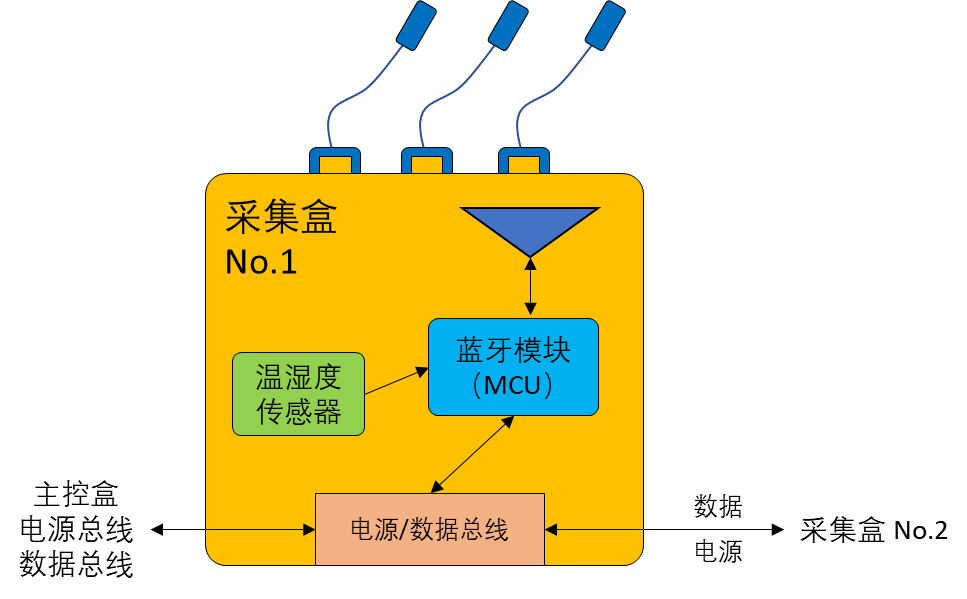 采集盒
No.1
蓝牙模块
（MCU）
温湿度
传感器
主控盒
电源总线
数据总线
电源/数据总线
数据
电源
采集盒 No.2